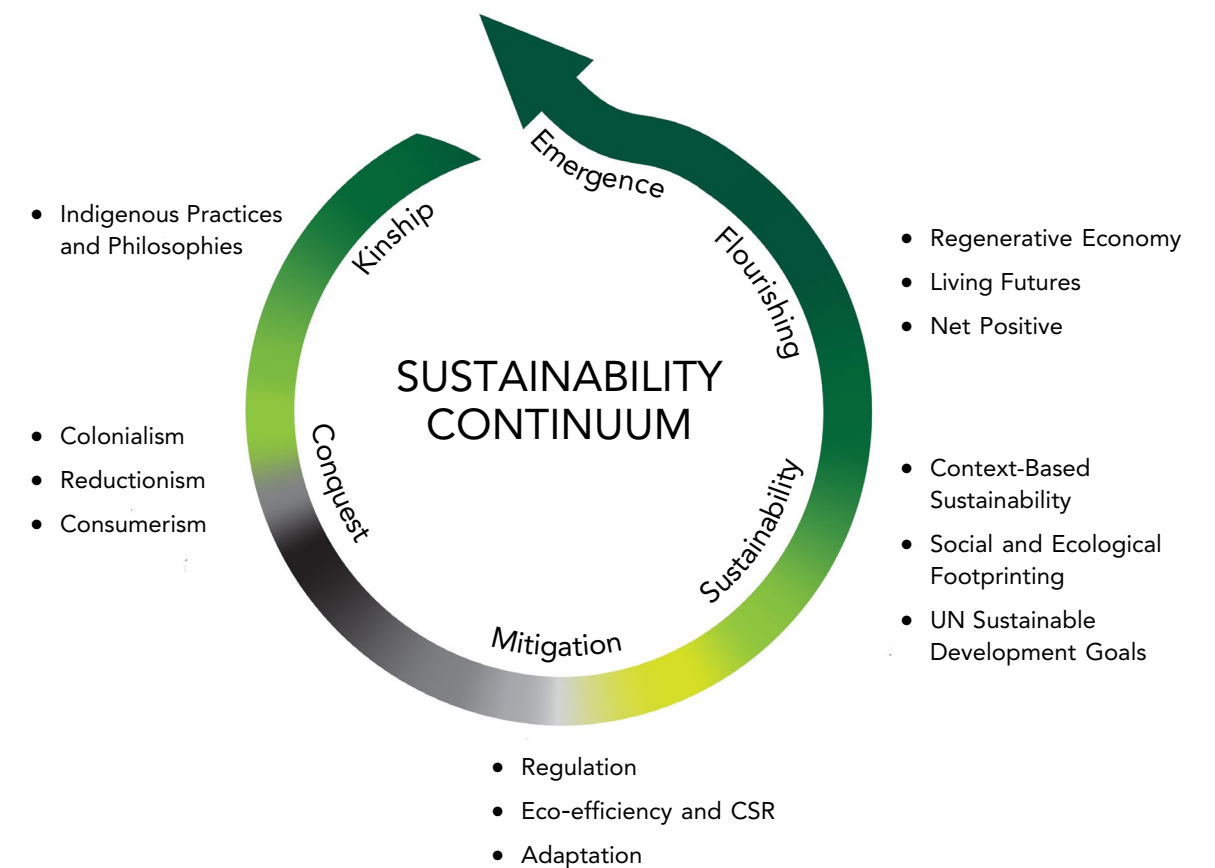 SUSTAINABILITY
CONTINUUM
Kinship
• Indigenous Practices
and Philosophies
Conquest
• Colonialism
• Reductionism
• Consumerism
Mitigation
• Regulation
• Eco-efficiency and CSR
• Adaptation
Sustainability
• Context-Based
Sustainability
• Social and Ecological
Footprinting
• UN Sustainable
Development Goals
Flourishing
• Regenerative Economy
• Living Futures
• Net Positive
Emergence